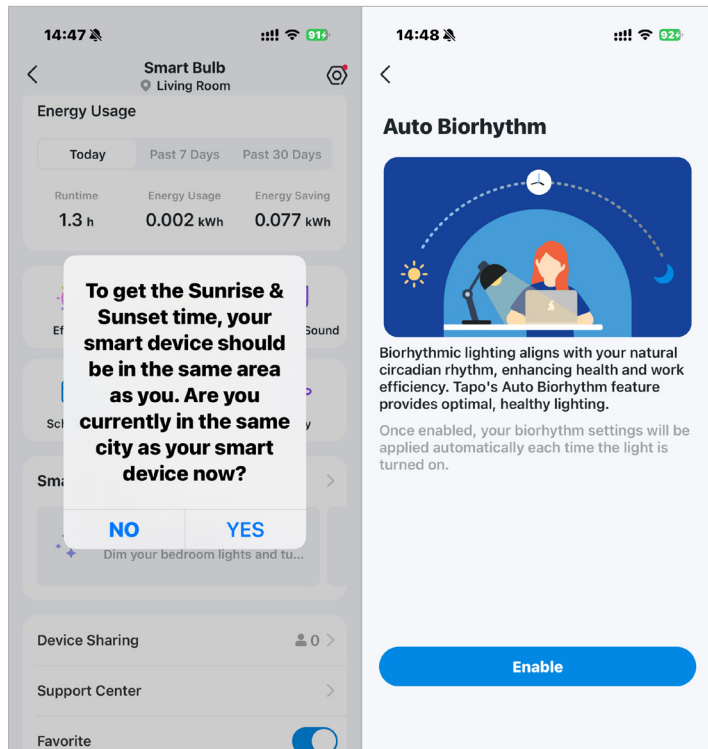 14:47
91
Smart Bulb
Living Room
Energy Usage
Today Past 7 Days Past 30 Days
Runtime Energy Usage Energy Saving
1.3 h 0.002 kWh 0.077 kWh
To get the Sunrise &
Sunset time, your
smart device should
be in the same area
as you. Are you
currently in the same
city as your smart
device now?
NO YES
Ef
Sound
Sch
y
Sma
Dim your bedroom lights and tu...
Device Sharing 0
Support Center
Favorite
14:48
92
Auto Biorhythm
Biorhythmic lighting aligns with your natural
circadian rhythm, enhancing health and work
efficiency. Tapo's Auto Biorhythm feature
provides optimal, healthy lighting.
Once enabled, your biorhythm settings will be
applied automatically each time the light is
turned on.
Enable